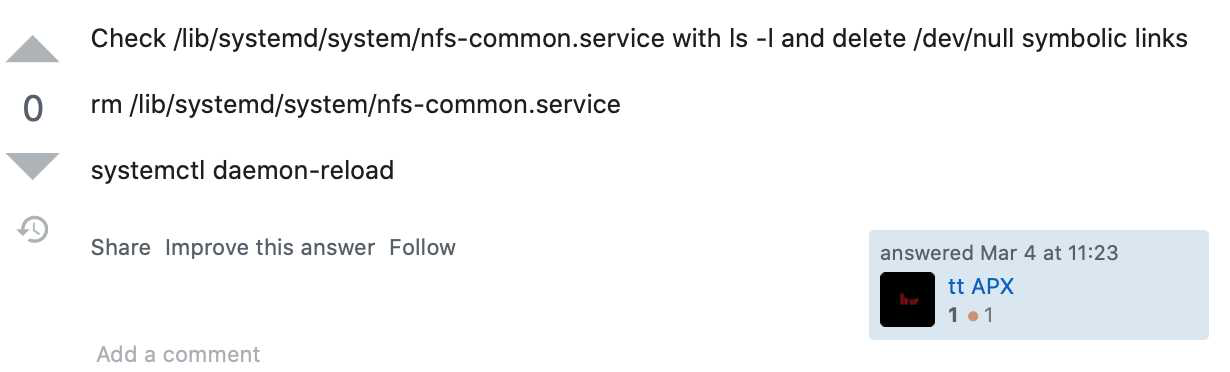 Check /lib/systemd/system/nfs-common.service with ls -l and delete /dev/null symbolic links
0
rm /lib/systemd/system/nfs-common.service
systemctl daemon-reload
Share Improve this answer Follow
answered Mar 4 at 11:23
tt APX
1 ● 1
Add a comment